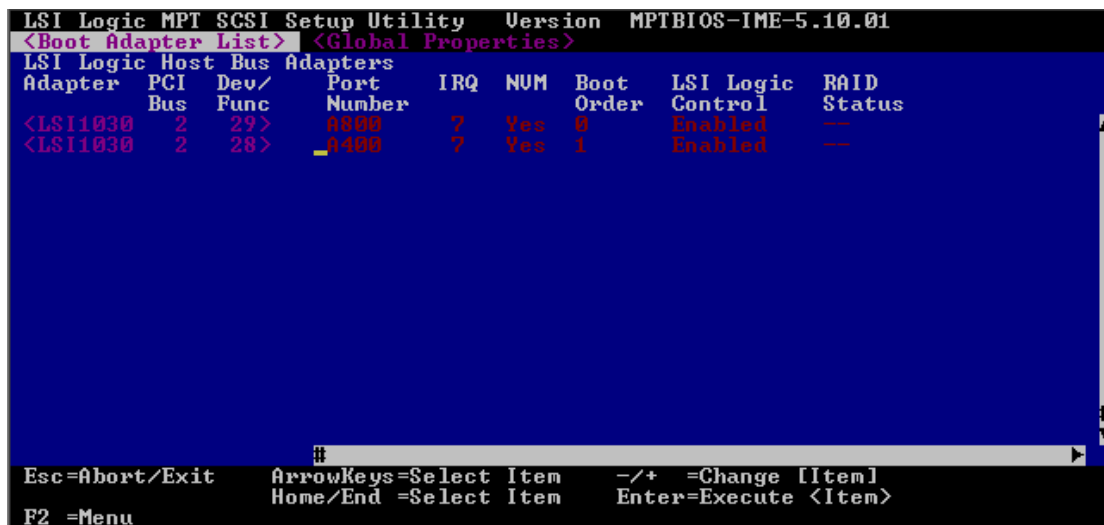 LSI Logic MPT SCSI Setup Utility Version MPTBIOS-IME-5.10.01
<Boot Adapter List> <Global Properties>
LSI Logic Host Bus Adapters
Adapter PCI Dev/ Port IRQ NVM Boot LSI Logic RAID
Bus Func Number Order Control Status
<LSI1030 2 29> A800 7 Yes 0 Enabled --
<LSI1030 2 28> _A400 7 Yes 1 Enabled --
#
Esc=Abort/Exit ArrowKeys=Select Item -/+ =Change [Item]
Home/End =Select Item Enter=Execute <Item>
F2 =Menu